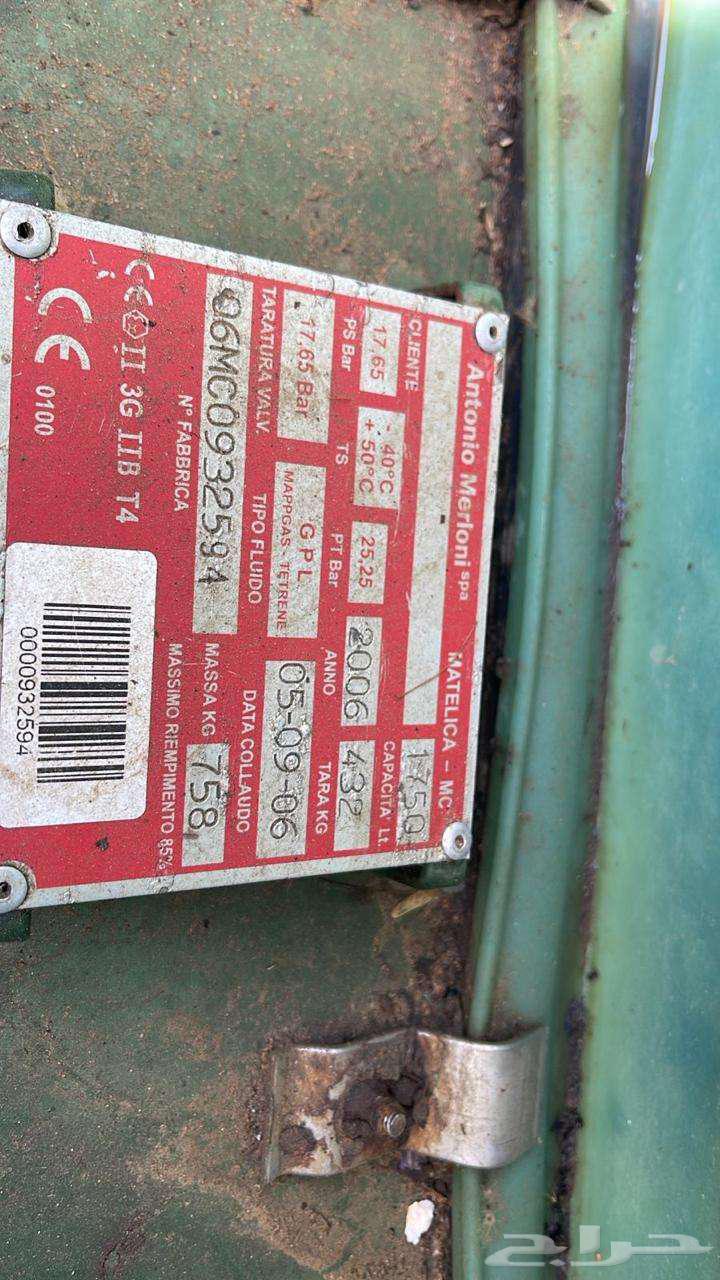 Antonio Merloni spa MATELICA - MC
CLIENTE 1750 CAPACITA' Lt.
17.65 - 40°C + 50°C 25.25 2006 432
PS Bar TS PT Bar ANNO TARA KG
17.65 Bar GPL MAPPGAS - TETRENE 05-09-06
TARATURA VALV. TIPO FLUIDO DATA COLLAUDO
06MC0932594 MASSA KG 758
N° FABBRICA MASSIMO RIEMPIMENTO 85%
CE II 3G IIB T4
CE 0100
0000932594
حراج